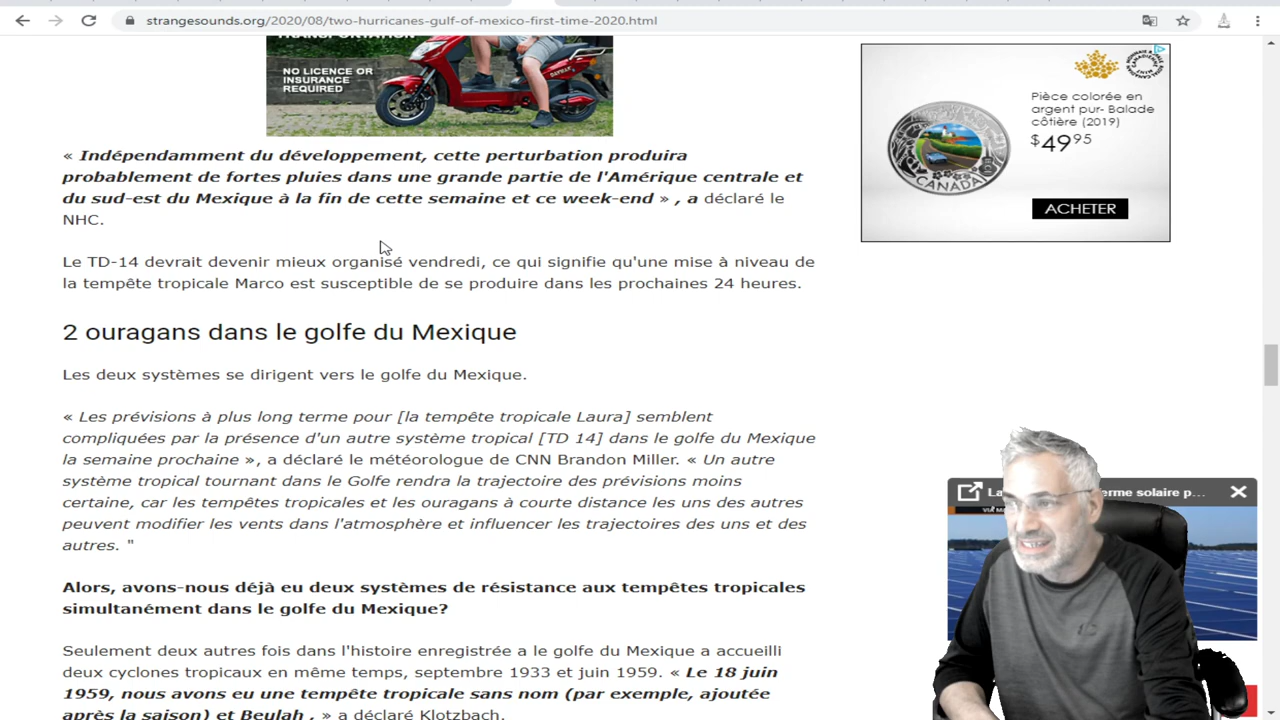 strangesounds.org/2020/08/two-hurricanes-gulf-of-mexico-first-time-2020.html
NO LICENCE OR
INSURANCE
REQUIRED
« Indépendamment du développement, cette perturbation produira
probablement de fortes pluies dans une grande partie de l'Amérique centrale et
du sud-est du Mexique à la fin de cette semaine et ce week-end » , a déclaré le
NHC.
Le TD-14 devrait devenir mieux organisé vendredi, ce qui signifie qu'une mise à niveau de
la tempête tropicale Marco est susceptible de se produire dans les prochaines 24 heures.
2 ouragans dans le golfe du Mexique
Les deux systèmes se dirigent vers le golfe du Mexique.
« Les prévisions à plus long terme pour [la tempête tropicale Laura] semblent
compliquées par la présence d'un autre système tropical [TD 14] dans le golfe du Mexique
la semaine prochaine », a déclaré le météorologue de CNN Brandon Miller. « Un autre
système tropical tournant dans le Golfe rendra la trajectoire des prévisions moins
certaine, car les tempêtes tropicales et les ouragans à courte distance les uns des autres
peuvent modifier les vents dans l'atmosphère et influencer les trajectoires des uns et des
autres. "
Alors, avons-nous déjà eu deux systèmes de résistance aux tempêtes tropicales
simultanément dans le golfe du Mexique?
Seulement deux autres fois dans l'histoire enregistrée a le golfe du Mexique a accueilli
deux cyclones tropicaux en même temps, septembre 1933 et juin 1959. « Le 18 juin
1959, nous avons eu une tempête tropicale sans nom (par exemple, ajoutée
après la saison) et Beulah , » a déclaré Klotzbach.
Pièce colorée en
argent pur- Balade
côtière (2019)
$49.95
CANADA
ACHETER
erme solaire p...